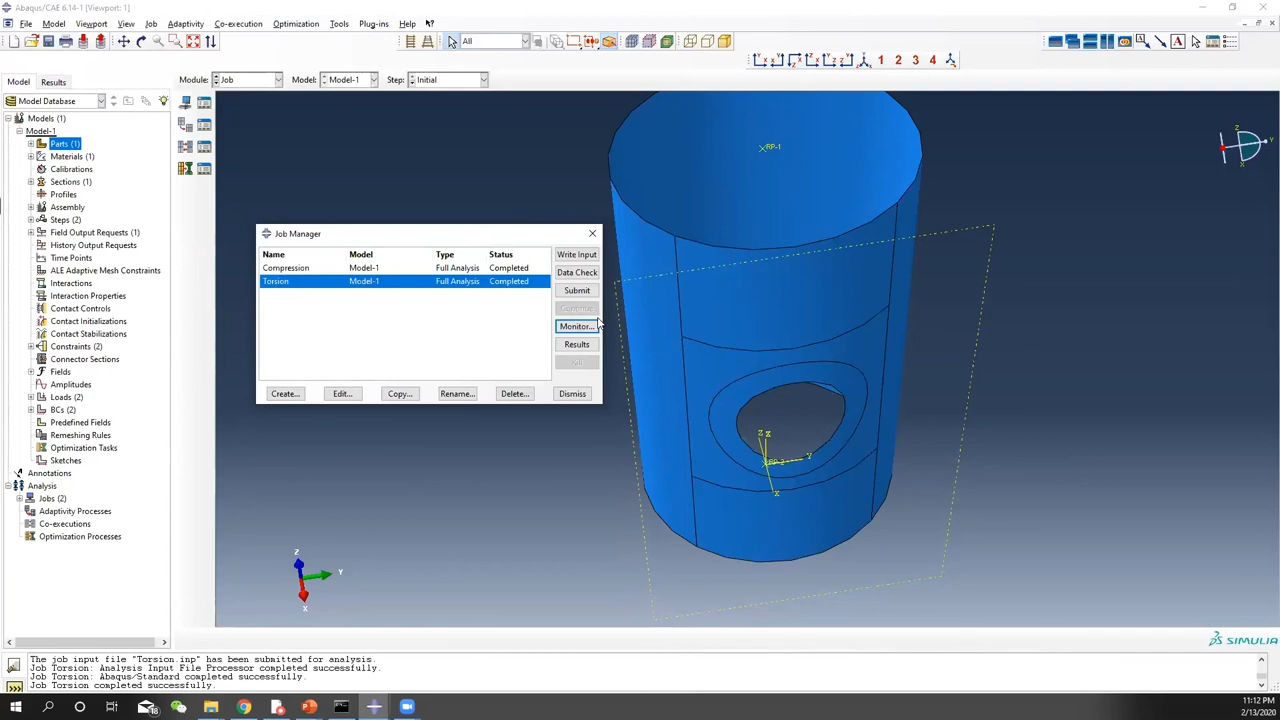 Abaqus/CAE 6.14-1 [Viewport: 1]
File Model Viewport View Job Adaptivity Co-execution Optimization Tools Plug-ins Help
All
1 2 3 4
Model Results Module: Job Model: Model-1 Step: Initial
Model Database
Models (1)
Model-1
Parts (1)
Materials (1)
Calibrations
Sections (1)
Profiles
Assembly
Steps (2)
Field Output Requests (1)
History Output Requests
Time Points
ALE Adaptive Mesh Constraints
Interactions
Interaction Properties
Contact Controls
Contact Initializations
Contact Stabilizations
Constraints (2)
Connector Sections
Fields
Amplitudes
Loads (2)
BCs (2)
Predefined Fields
Remeshing Rules
Optimization Tasks
Sketches
Annotations
Analysis
Jobs (2)
Adaptivity Processes
Co-executions
Optimization Processes
Job Manager
Name Model Type Status
Compression Model-1 Full Analysis Completed
Torsion Model-1 Full Analysis Completed
Write Input
Data Check
Submit
Continue
Monitor...
Results
Kill
Create... Edit... Copy... Rename... Delete... Dismiss
RP-1
RP-2
Z X
Y
X
Z
Y
X
Z
Y
X
SIMULIA
The job input file "Torsion.inp" has been submitted for analysis.
Job Torsion: Analysis Input File Processor completed successfully.
Job Torsion: Abaqus/Standard completed successfully.
Job Torsion completed successfully.
11:12 PM
2/13/2020